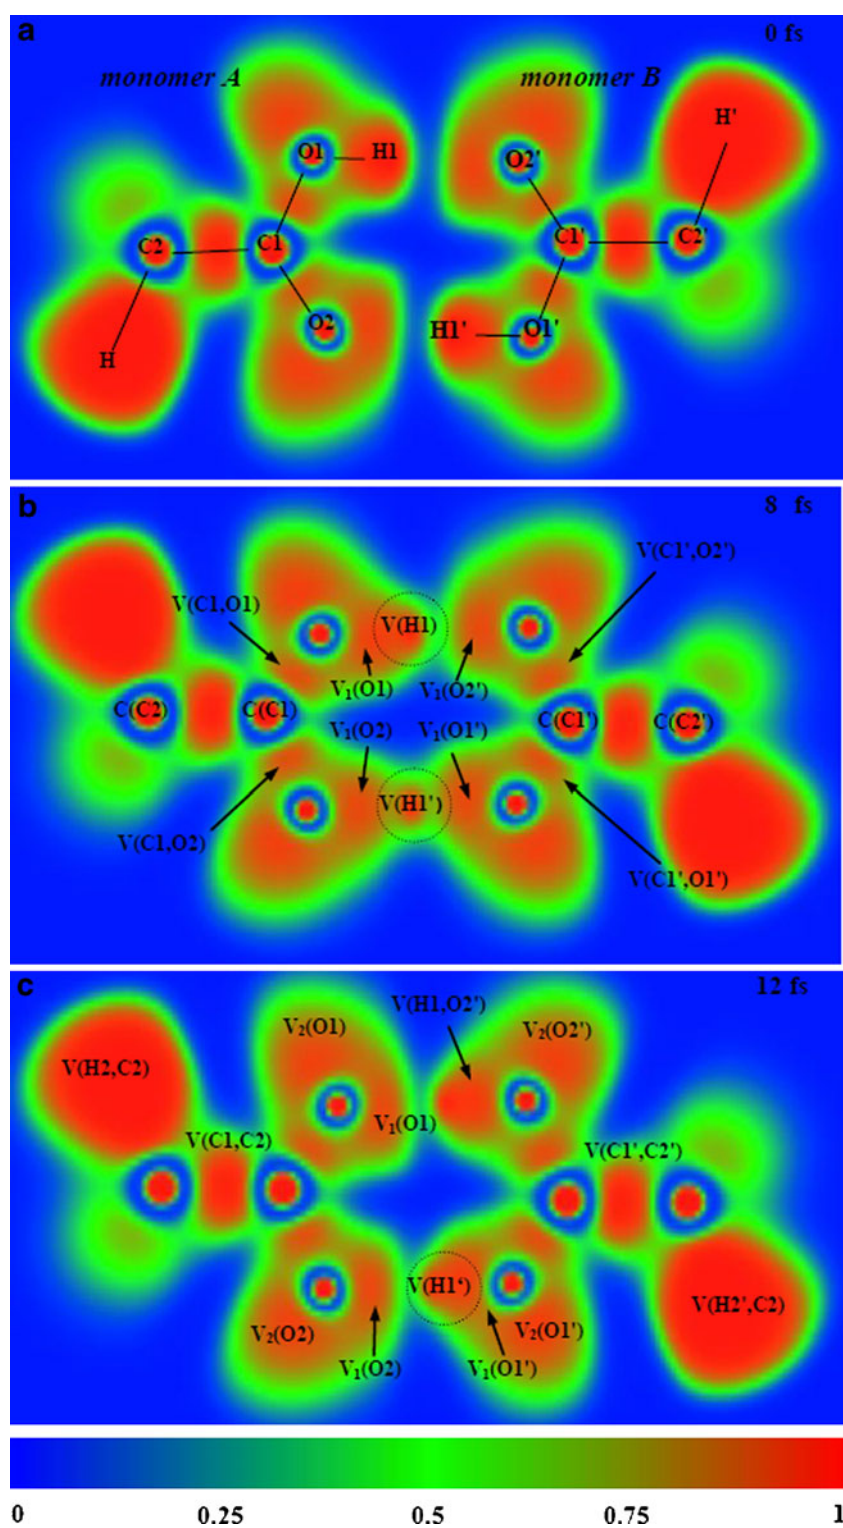 a
0 fs
monomer A
monomer B
H'
O1
H1
O2'
C2
C1
C1'
C2'
O2
H1'
O1'
H
b
8 fs
V(C1',O2')
V(C1,O1)
V(H1)
V₁(O1)
V₁(O2')
C(C2)
C(C1)
C(C1')
C(C2')
V₁(O2)
V₁(O1')
V(H1')
V(C1,O2)
V(C1',O1')
c
12 fs
V(H1,O2')
V₂(O1)
V₂(O2')
V(H2,C2)
V₁(O1)
V(C1,C2)
V(C1',C2')
V(H1')
V(H2',C2)
V₂(O2)
V₂(O1')
V₁(O2)
V₁(O1')
0
0.25
0.5
0.75
1